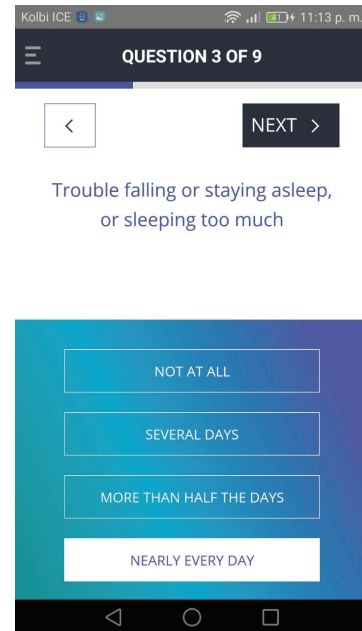 Kolbi ICE 41 11:13 p. m.
QUESTION 3 OF 9
< NEXT >
Trouble falling or staying asleep,
or sleeping too much
NOT AT ALL
SEVERAL DAYS
MORE THAN HALF THE DAYS
NEARLY EVERY DAY